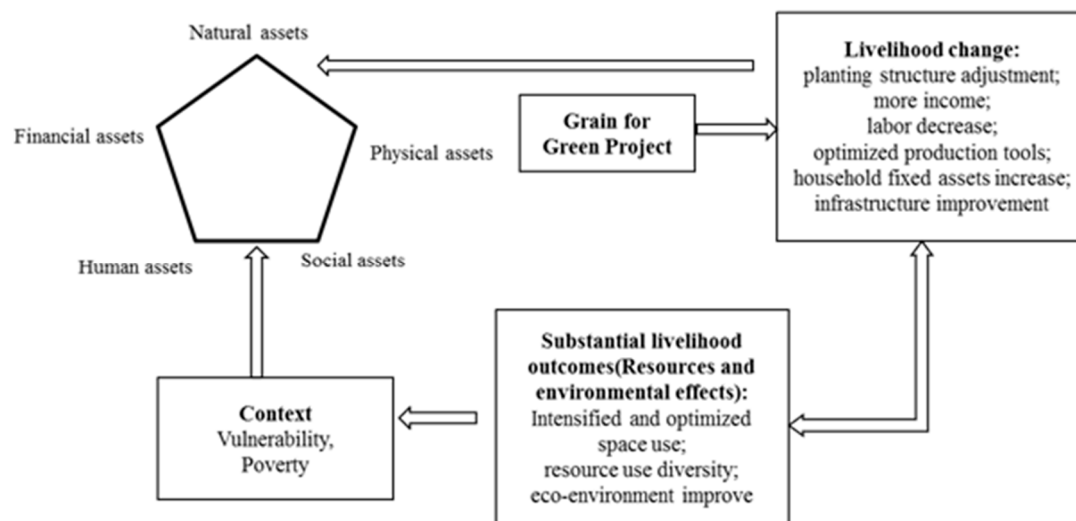 Natural assets
Financial assets
Physical assets
Human assets
Social assets
Grain for
Green Project
Livelihood change:
planting structure adjustment;
more income;
labor decrease;
optimized production tools;
household fixed assets increase;
infrastructure improvement
Substantial livelihood
outcomes(Resources and
environmental effects):
Intensified and optimized
space use;
resource use diversity;
eco-environment improve
Context
Vulnerability,
Poverty